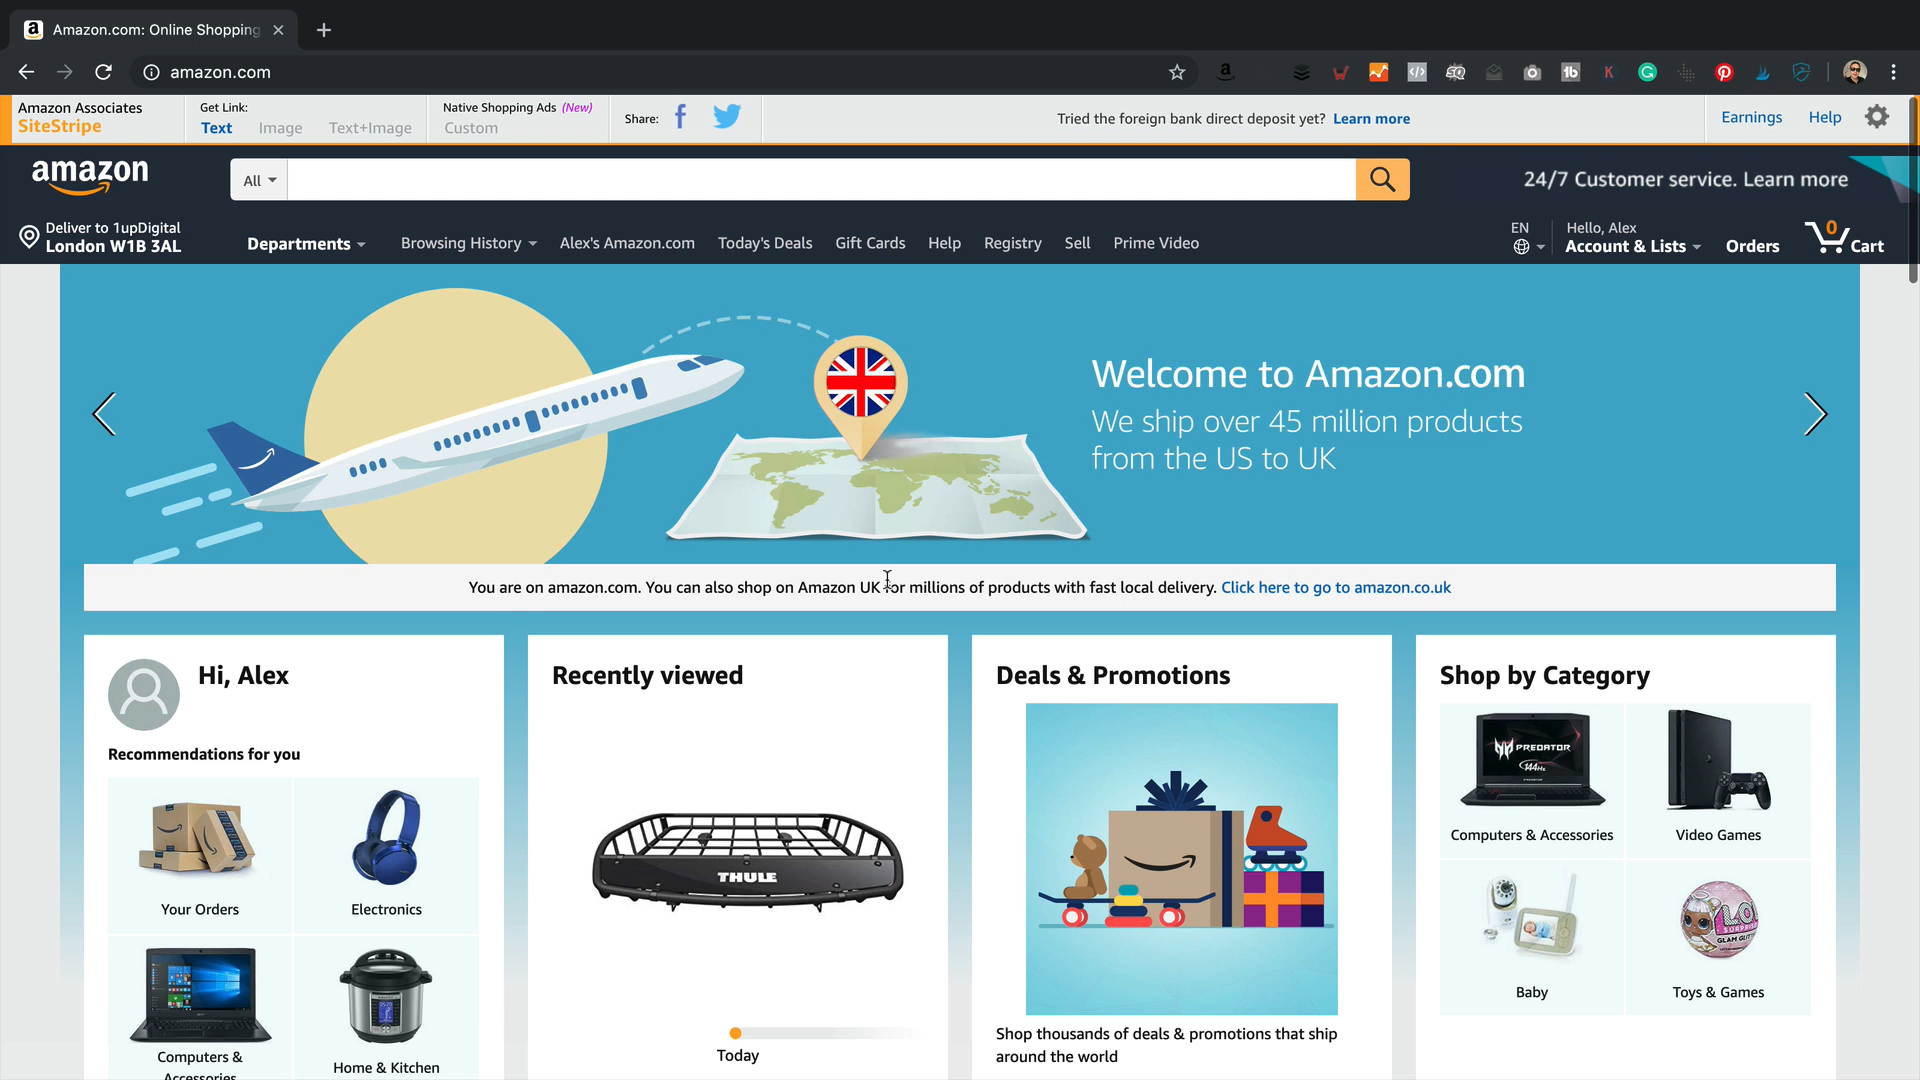 Amazon.com: Online Shopping
amazon.com
Amazon Associates
SiteStripe
Get Link:
Text Image Text+Image
Native Shopping Ads (New)
Custom
Share:
Tried the foreign bank direct deposit yet? Learn more
Earnings Help
amazon
All
24/7 Customer service. Learn more
Deliver to 1upDigital
London W1B 3AL
Departments Browsing History Alex's Amazon.com Today's Deals Gift Cards Help Registry Sell Prime Video
EN
Hello, Alex
Account & Lists
Orders
0
Cart
Welcome to Amazon.com
We ship over 45 million products
from the US to UK
You are on amazon.com. You can also shop on Amazon UK for millions of products with fast local delivery. Click here to go to amazon.co.uk
Hi, Alex
Recommendations for you
Your Orders
Electronics
Computers &
Accessories
Home & Kitchen
Recently viewed
THULE
Today
Deals & Promotions
Shop thousands of deals & promotions that ship
around the world
Shop by Category
PREDATOR
144Hz
Computers & Accessories
Video Games
Baby
L.O.L.
SURPRISE
GLAM GLITTER
Toys & Games